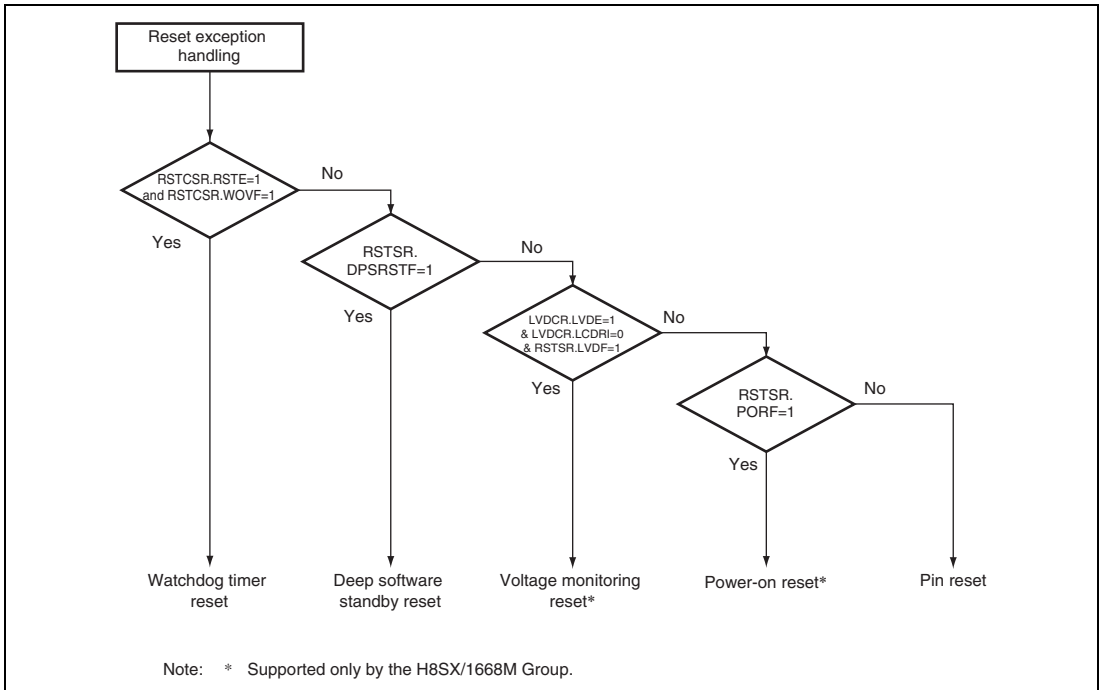 Reset exception
handling
RSTCSR.RSTE=1
and RSTCSR.WOVF=1
No
Yes
RSTSR.
DPSRSTF=1
No
Yes
LVDCR.LVDE=1
& LVDCR.LCDRI=0
& RSTSR.LVDF=1
No
Yes
RSTSR.
PORF=1
No
Yes
Watchdog timer
reset
Deep software
standby reset
Voltage monitoring
reset*
Power-on reset*
Pin reset
Note: * Supported only by the H8SX/1668M Group.